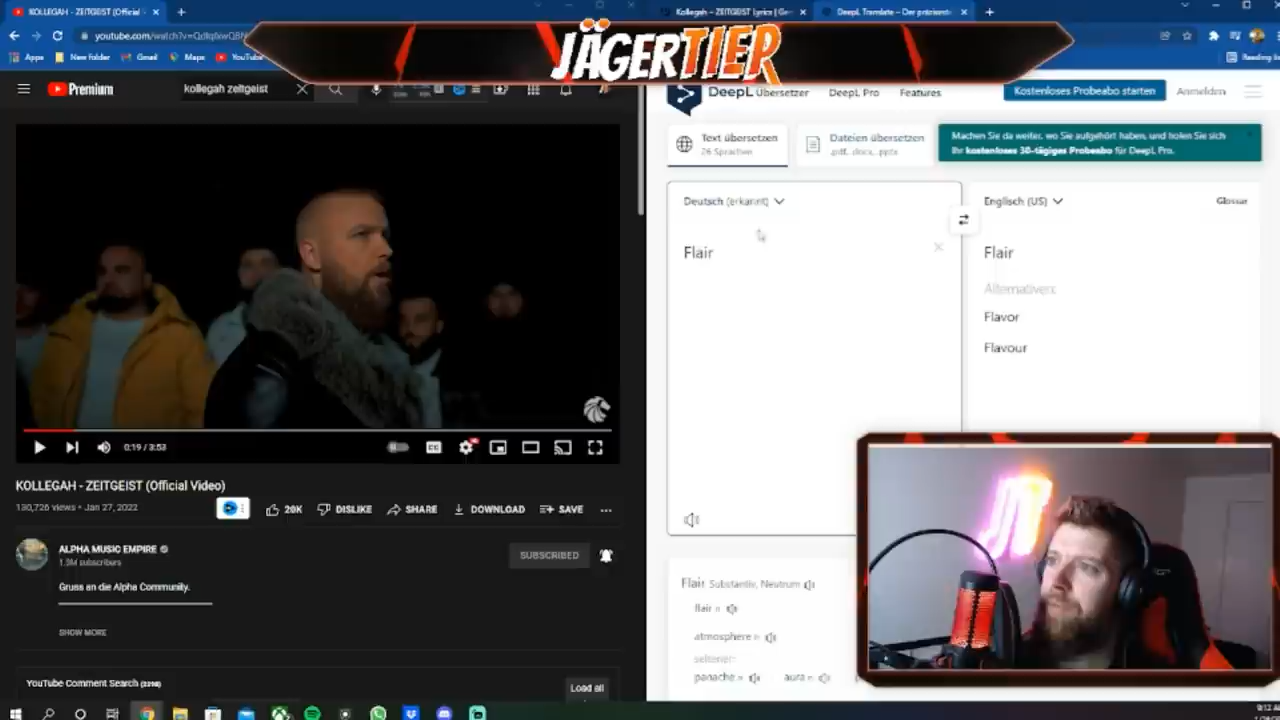 KOLLEGAH - ZEITGEIST (Official
Kollegah – ZEITGEIST Lyrics | Ge
DeepL Translate – Der präzisest
youtube.com/watch?v=
Apps
New folder
Gmail
Maps
YouTube
Reading
JÄGERTIER
Premium
kollegah zeitgeist
DeepL Übersetzer
DeepL Pro
Features
Kostenloses Probeabo starten
Anmelden
Text übersetzen
26 Sprachen
Dateien übersetzen
.pdf, .docx, .pptx
Machen Sie da weiter, wo Sie aufgehört haben, und holen Sie sich
Ihr kostenloses 30-tägiges Probeabo für DeepL Pro.
Deutsch (erkannt)
Englisch (US)
Glossar
Flair
Flair
Alternativen:
Flavor
Flavour
0:19 / 3:53
CC
KOLLEGAH - ZEITGEIST (Official Video)
130,726 views • Jan 27, 2022
20K
DISLIKE
SHARE
DOWNLOAD
SAVE
ALPHA MUSIC EMPIRE
subscribers
SUBSCRIBED
Gruss an die Alpha Community.
SHOW MORE
YouTube Comment Search
Load all
Flair Substantiv, Neutrum
flair n
atmosphere n
seltener:
panache n
aura n
9:12